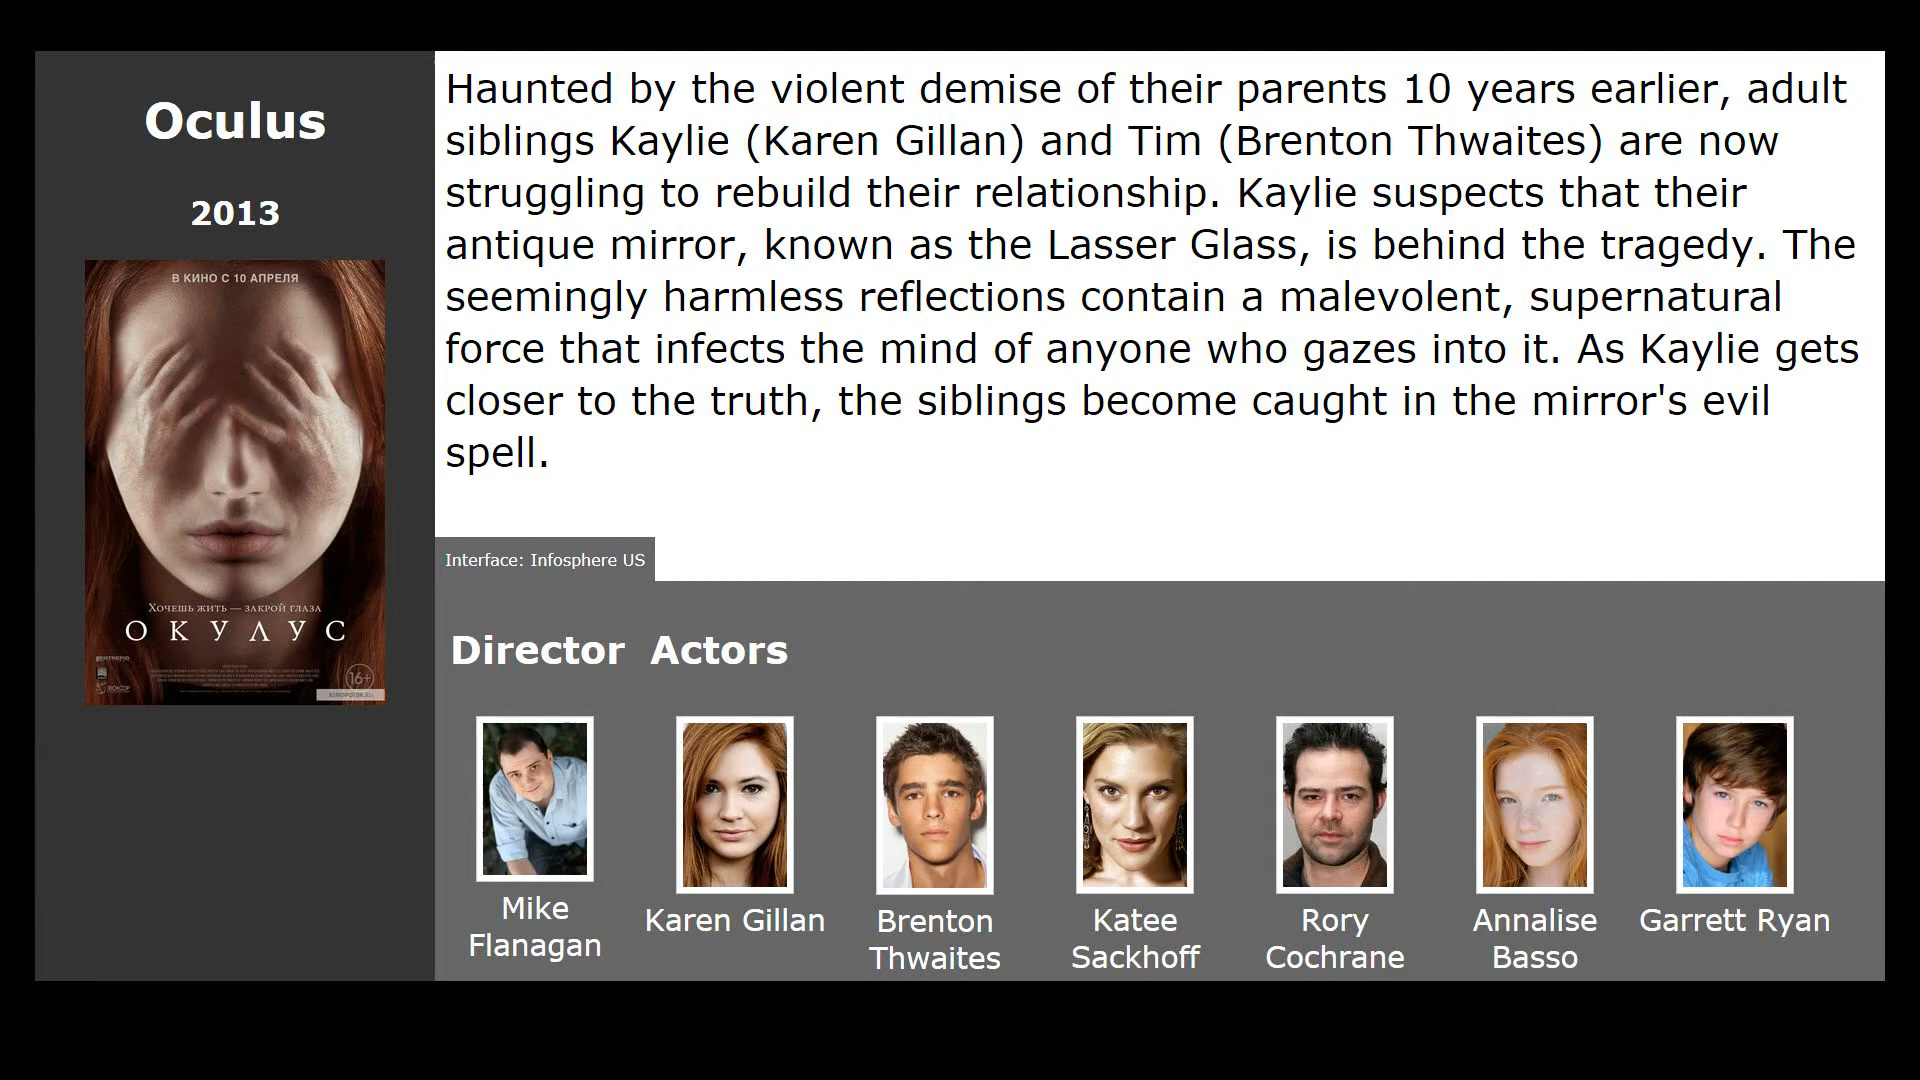 Oculus
2013
В КИНО С 10 АПРЕЛЯ
Хочешь жить — закрой глаза
ОКУЛУС
INTREPID
ЛЮКСОР
16+
KINOPOISK.RU
Haunted by the violent demise of their parents 10 years earlier, adult
siblings Kaylie (Karen Gillan) and Tim (Brenton Thwaites) are now
struggling to rebuild their relationship. Kaylie suspects that their
antique mirror, known as the Lasser Glass, is behind the tragedy. The
seemingly harmless reflections contain a malevolent, supernatural
force that infects the mind of anyone who gazes into it. As Kaylie gets
closer to the truth, the siblings become caught in the mirror's evil
spell.
Interface: Infosphere US
Director Actors
Mike
Flanagan
Karen Gillan
Brenton
Thwaites
Katee
Sackhoff
Rory
Cochrane
Annalise
Basso
Garrett Ryan